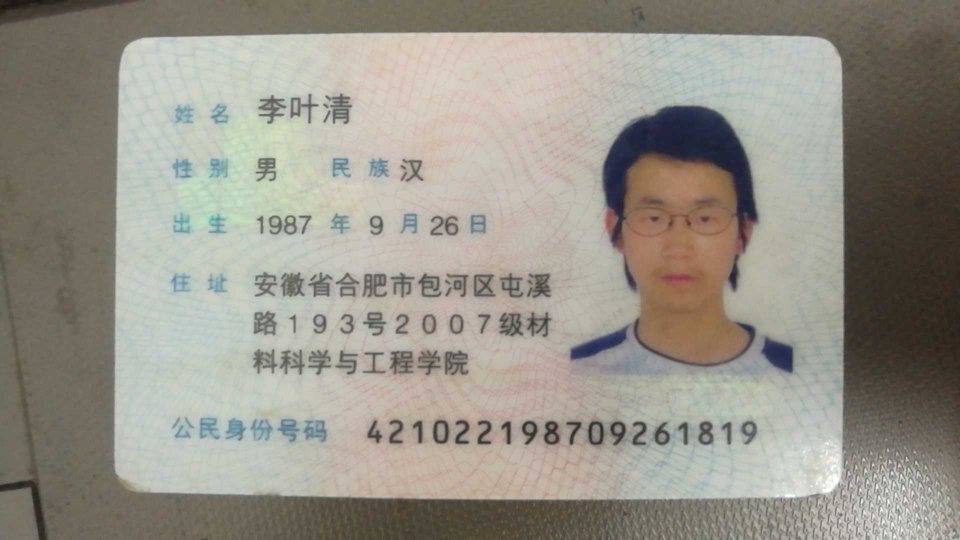 姓名 李叶清
性别 男 民族 汉
出生 1987 年 9 月 26 日
住址 安徽省合肥市包河区屯溪
路193号2007级材
料科学与工程学院
公民身份号码 421022198709261819